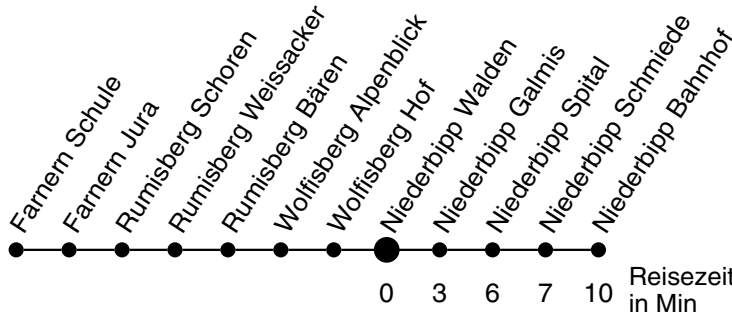 Farnern Schule
Farnern Jura
Rumisberg Schoren
Rumisberg Weissacker
Rumisberg Bären
Wolfisberg Alpenblick
Wolfisberg Hof
Niederbipp Walden
Niederbipp Galmis
Niederbipp Spital
Niederbipp Schmiede
Niederbipp Bahnhof
0 3 6 7 10 Reisezeit
in Min